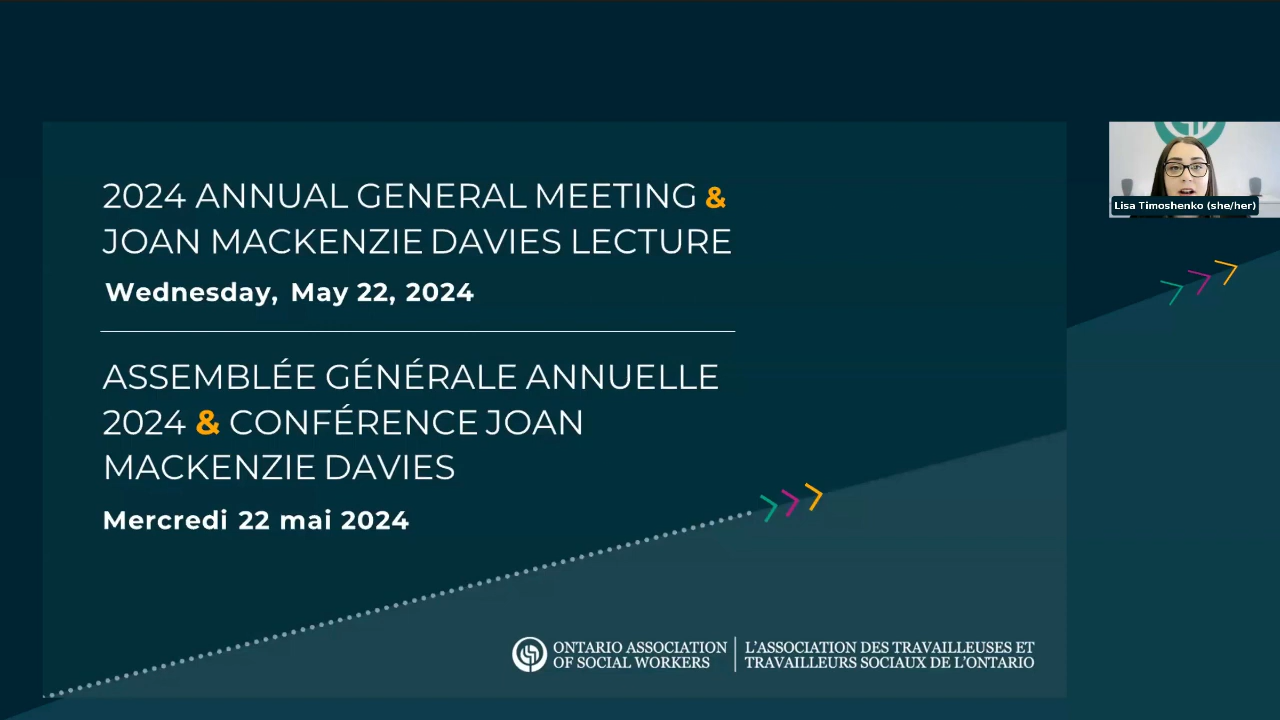 2024 ANNUAL GENERAL MEETING &
JOAN MACKENZIE DAVIES LECTURE
Wednesday, May 22, 2024
ASSEMBLÉE GÉNÉRALE ANNUELLE
2024 & CONFÉRENCE JOAN
MACKENZIE DAVIES
Mercredi 22 mai 2024
ONTARIO ASSOCIATION
OF SOCIAL WORKERS
L'ASSOCIATION DES TRAVAILLEUSES ET
TRAVAILLEURS SOCIAUX DE L'ONTARIO
Lisa Timoshenko (she/her)